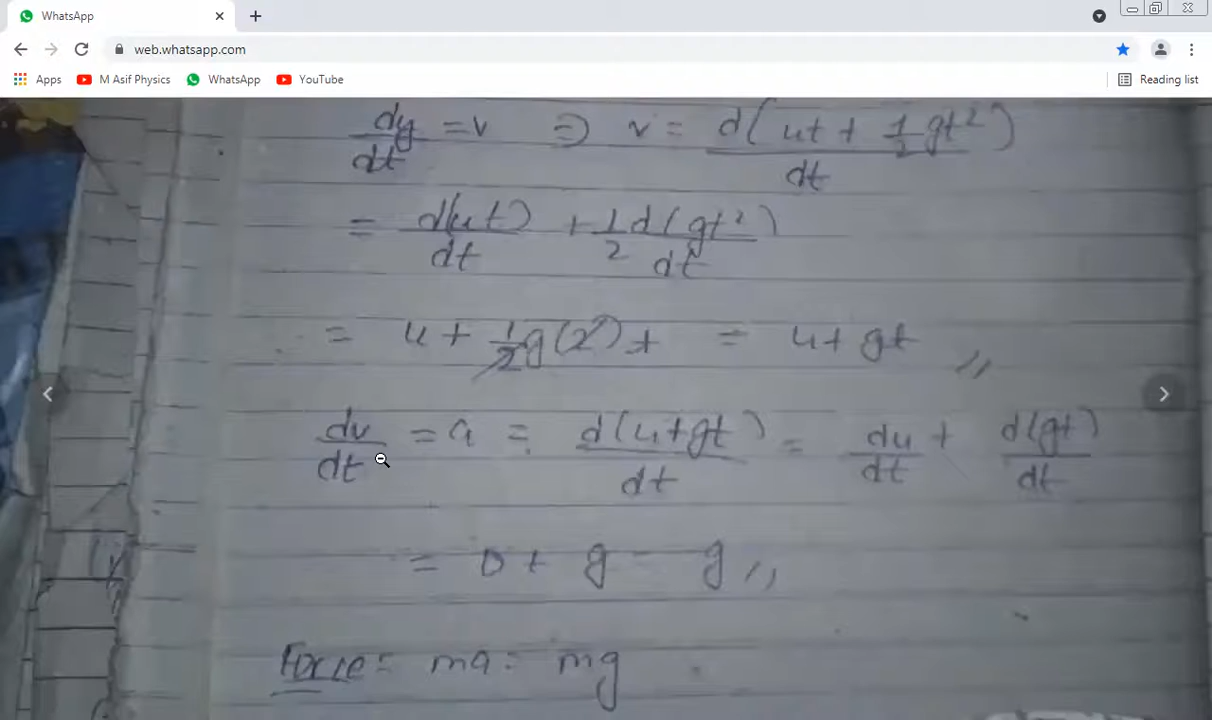 WhatsApp
web.whatsapp.com
Apps M Asif Physics WhatsApp YouTube Reading list
dy/dt = v ⇒ v = d(ut + 1/2 gt²)/dt
= d(ut)/dt + 1/2 d(gt²)/dt
= u + 1/2 g(2)t = u + gt //
dv/dt = a = d(u+gt)/dt = du/dt + d(gt)/dt
= 0 + g = g //
Force = ma = mg